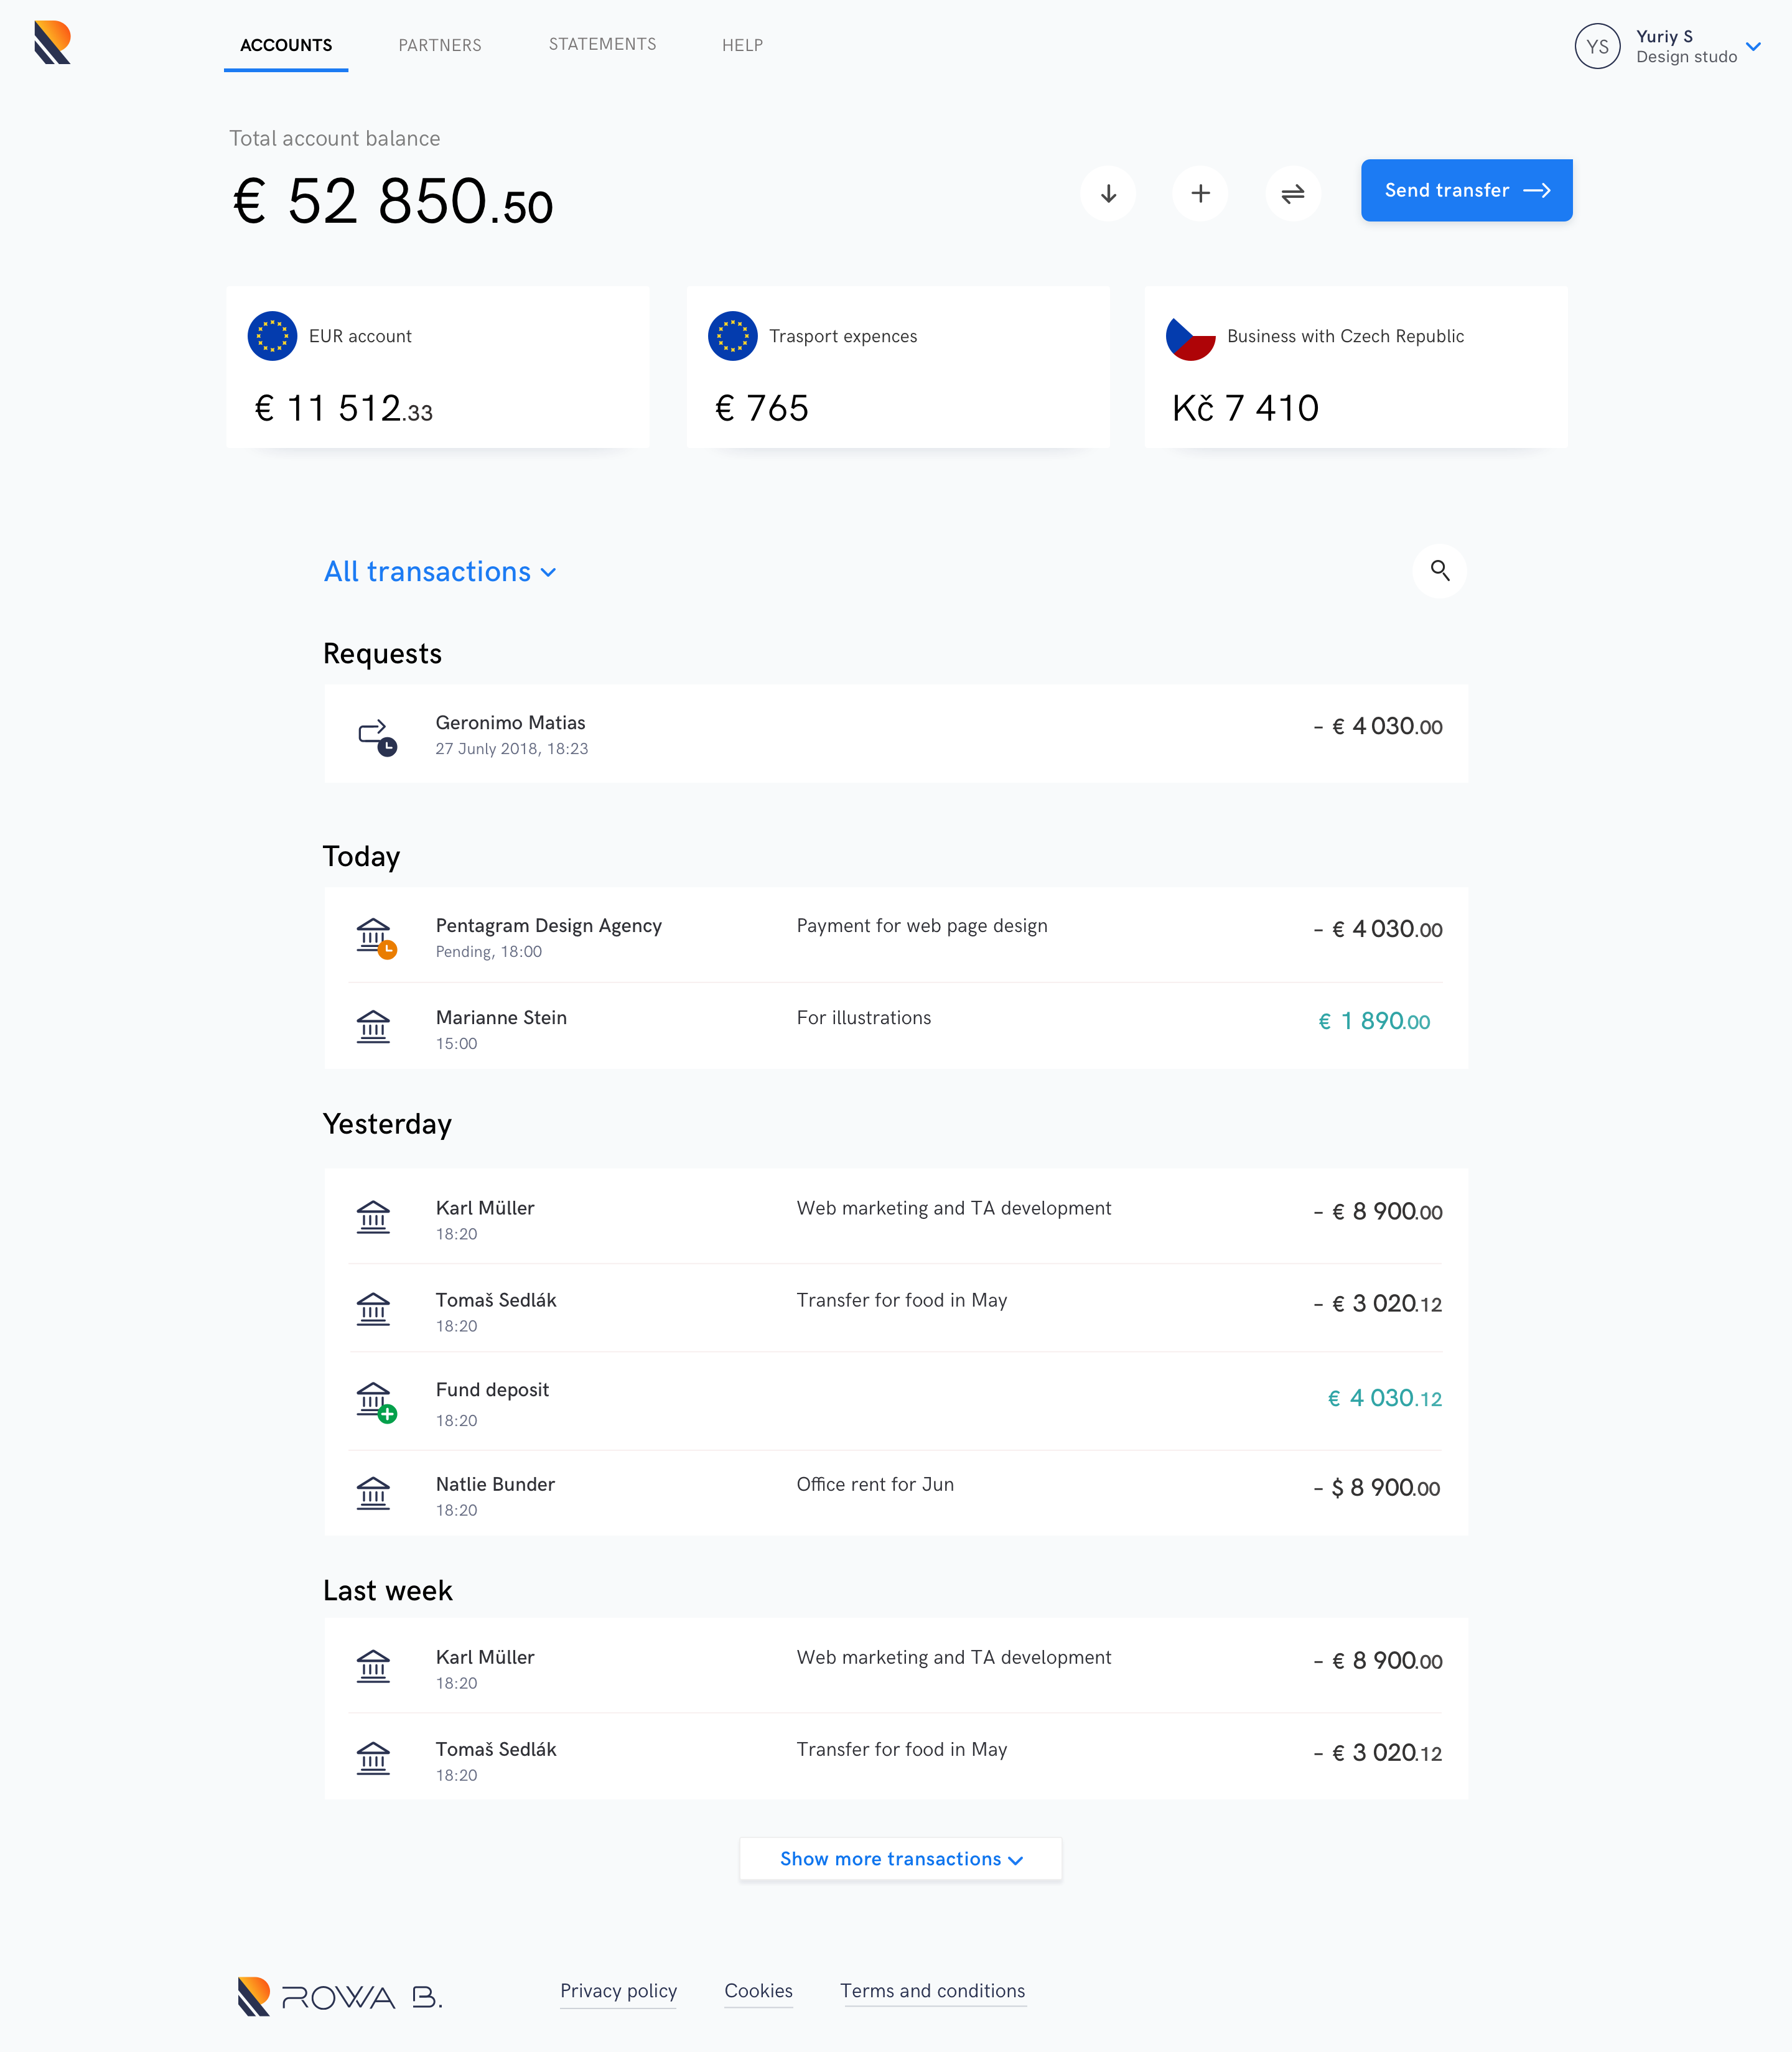 ACCOUNTS PARTNERS STATEMENTS HELP
YS Yuriy S
Design studo
Total account balance
€ 52 850.50
Send transfer
EUR account
€ 11 512.33
Trasport expences
€ 765
Business with Czech Republic
Kč 7 410
All transactions
Requests
Geronimo Matias - € 4 030.00
27 Junly 2018, 18:23
Today
Pentagram Design Agency Payment for web page design - € 4 030.00
Pending, 18:00
Marianne Stein For illustrations € 1 890.00
15:00
Yesterday
Karl Müller Web marketing and TA development - € 8 900.00
18:20
Tomaš Sedlák Transfer for food in May - € 3 020.12
18:20
Fund deposit € 4 030.12
18:20
Natlie Bunder Office rent for Jun - $ 8 900.00
18:20
Last week
Karl Müller Web marketing and TA development - € 8 900.00
18:20
Tomaš Sedlák Transfer for food in May - € 3 020.12
18:20
Show more transactions
ROWA B. Privacy policy Cookies Terms and conditions